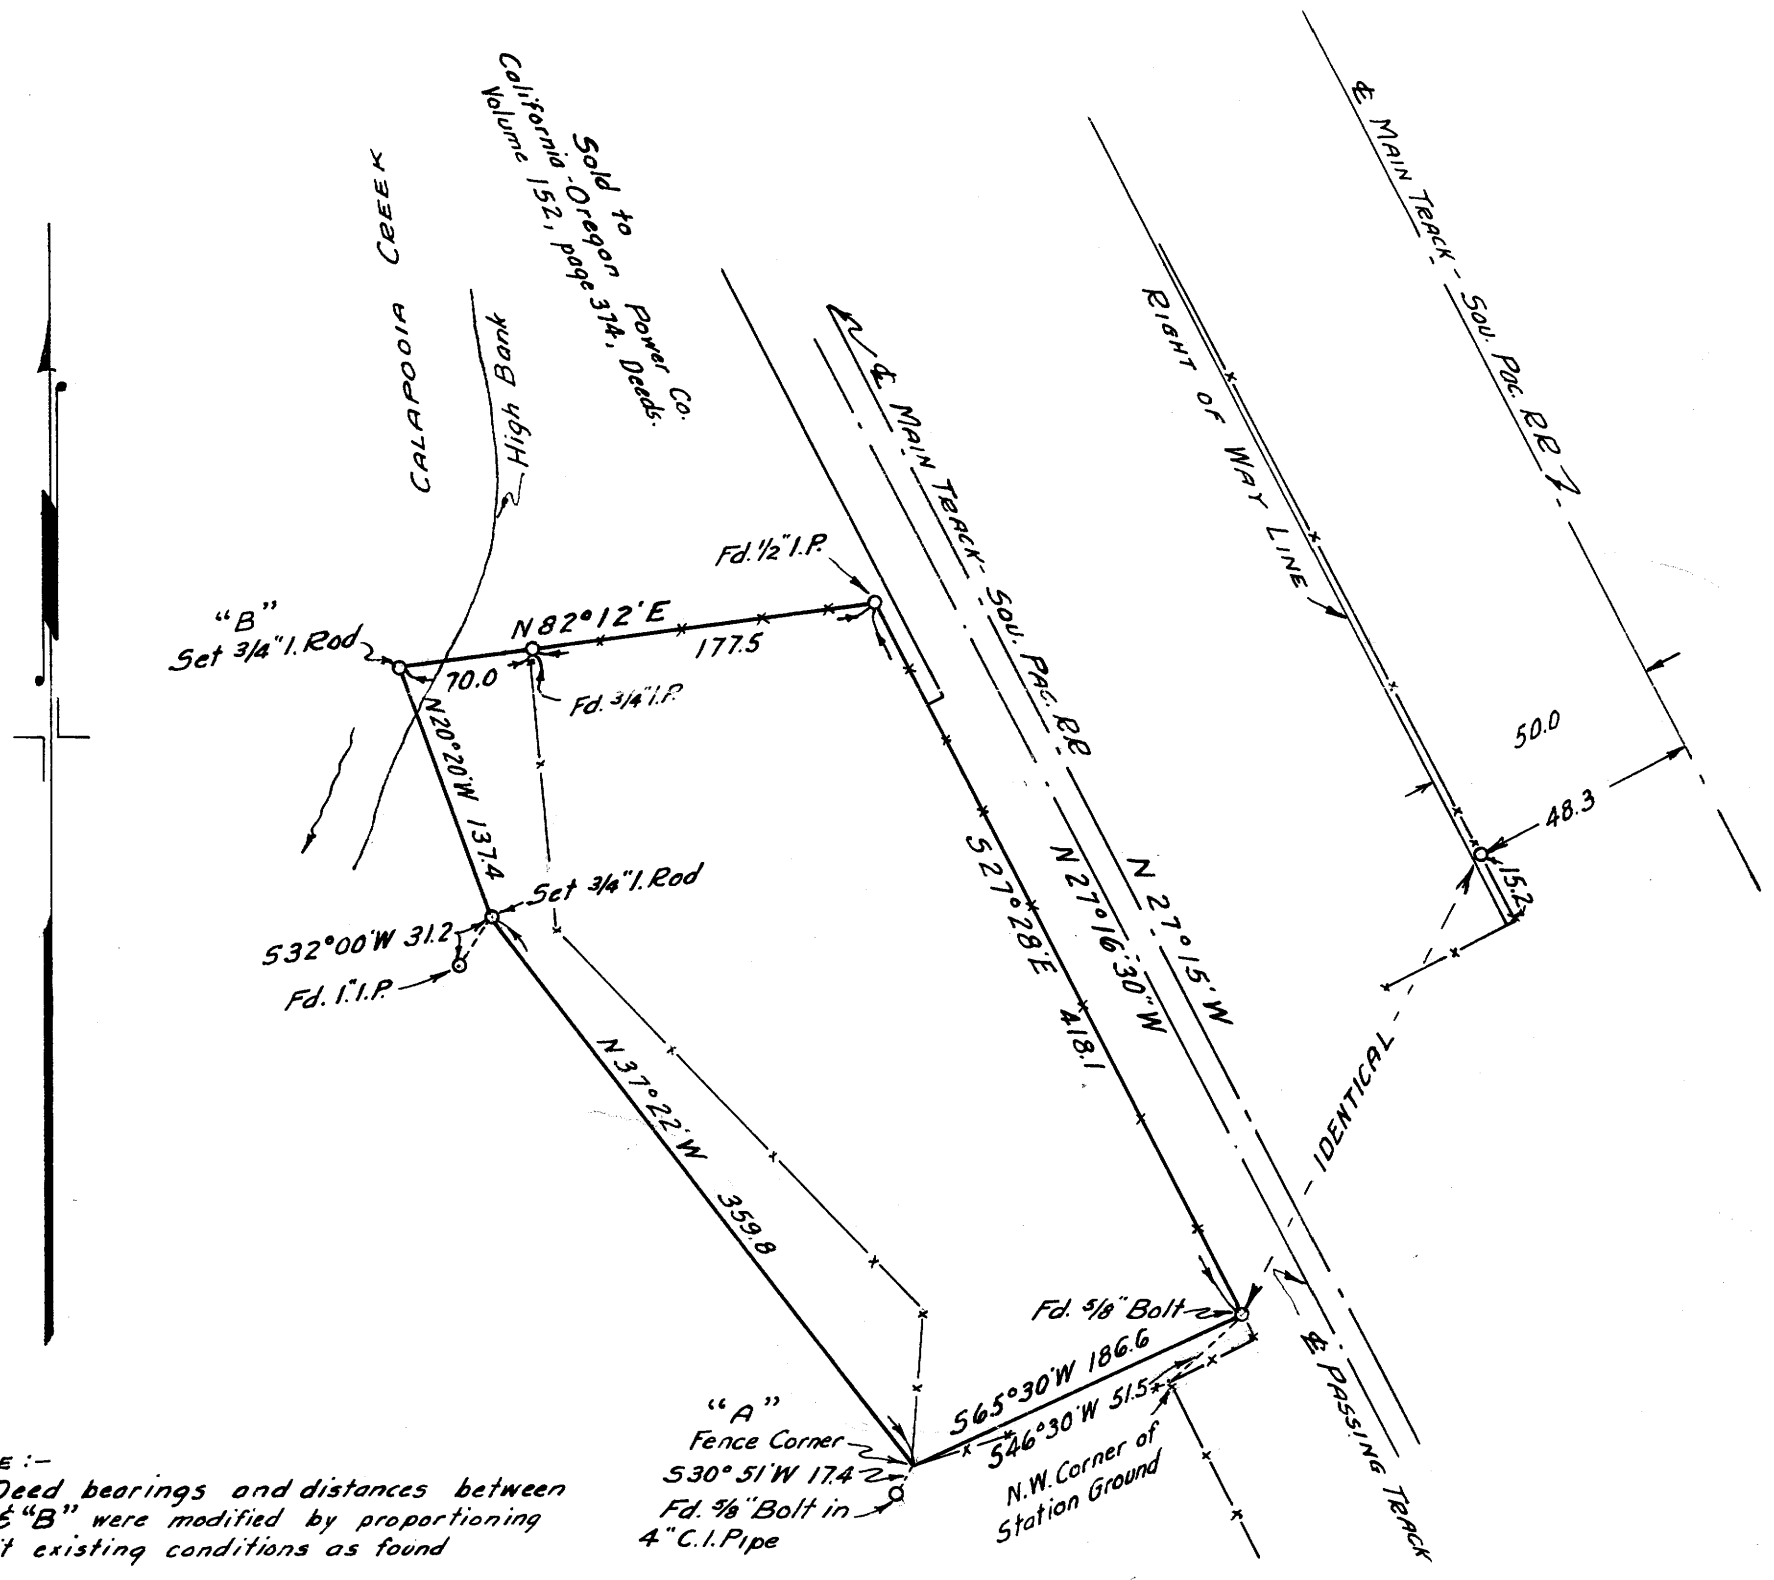 Sold to
California-Oregon Power Co.
Volume 152, page 374, Deeds.
CALAPOOIA CREEK
High Bank
℄ MAIN TRACK - SOU. PAC. RR
RIGHT OF WAY LINE
℄ MAIN TRACK - SOU. PAC. RR
Fd. 1/2" I.P.
"B"
Set 3/4" I. Rod
N 82°12' E
177.5
70.0
Fd. 3/4" I.P.
N20°20'W 137.4
Set 3/4" I. Rod
S32°00'W 31.2
Fd. 1" I.P.
50.0
48.3
15.2
S 27°28'E 418.1
N 27°16'30" W
N 27°15' W
IDENTICAL
N 37°22' W 359.8
Fd. 5/8" Bolt
℄ PASSING TRACK
S65°30'W 186.6
S46°30'W 51.5
N.W. Corner of
Station Ground
"A"
Fence Corner
S30°51'W 17.4
Fd. 5/8" Bolt in
4" C.I. Pipe
E :-
Deed bearings and distances between
& "B" were modified by proportioning
t existing conditions as found